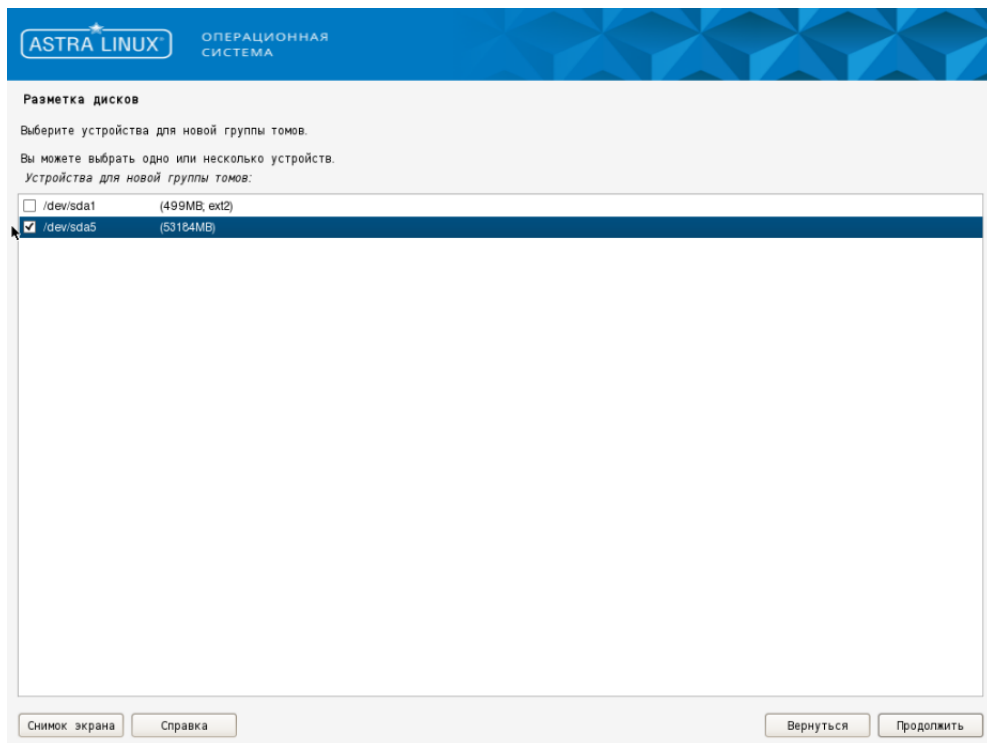 ASTRA LINUX®
ОПЕРАЦИОННАЯ
СИСТЕМА
Разметка дисков
Выберите устройства для новой группы томов.
Вы можете выбрать одно или несколько устройств.
Устройства для новой группы томов:
/dev/sda1 (499MB; ext2)
/dev/sda5 (53184MB)
Снимок экрана Справка Вернуться Продолжить